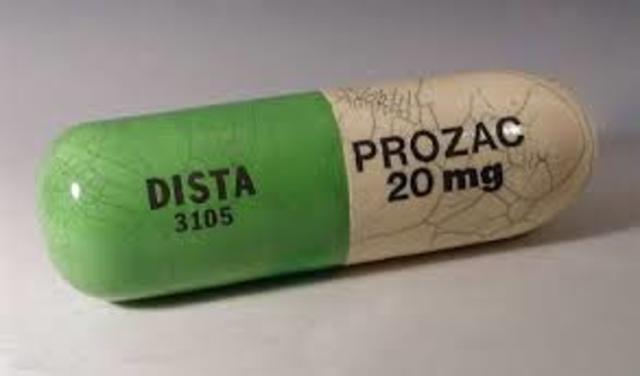 DISTA
3105
PROZAC
20 mg